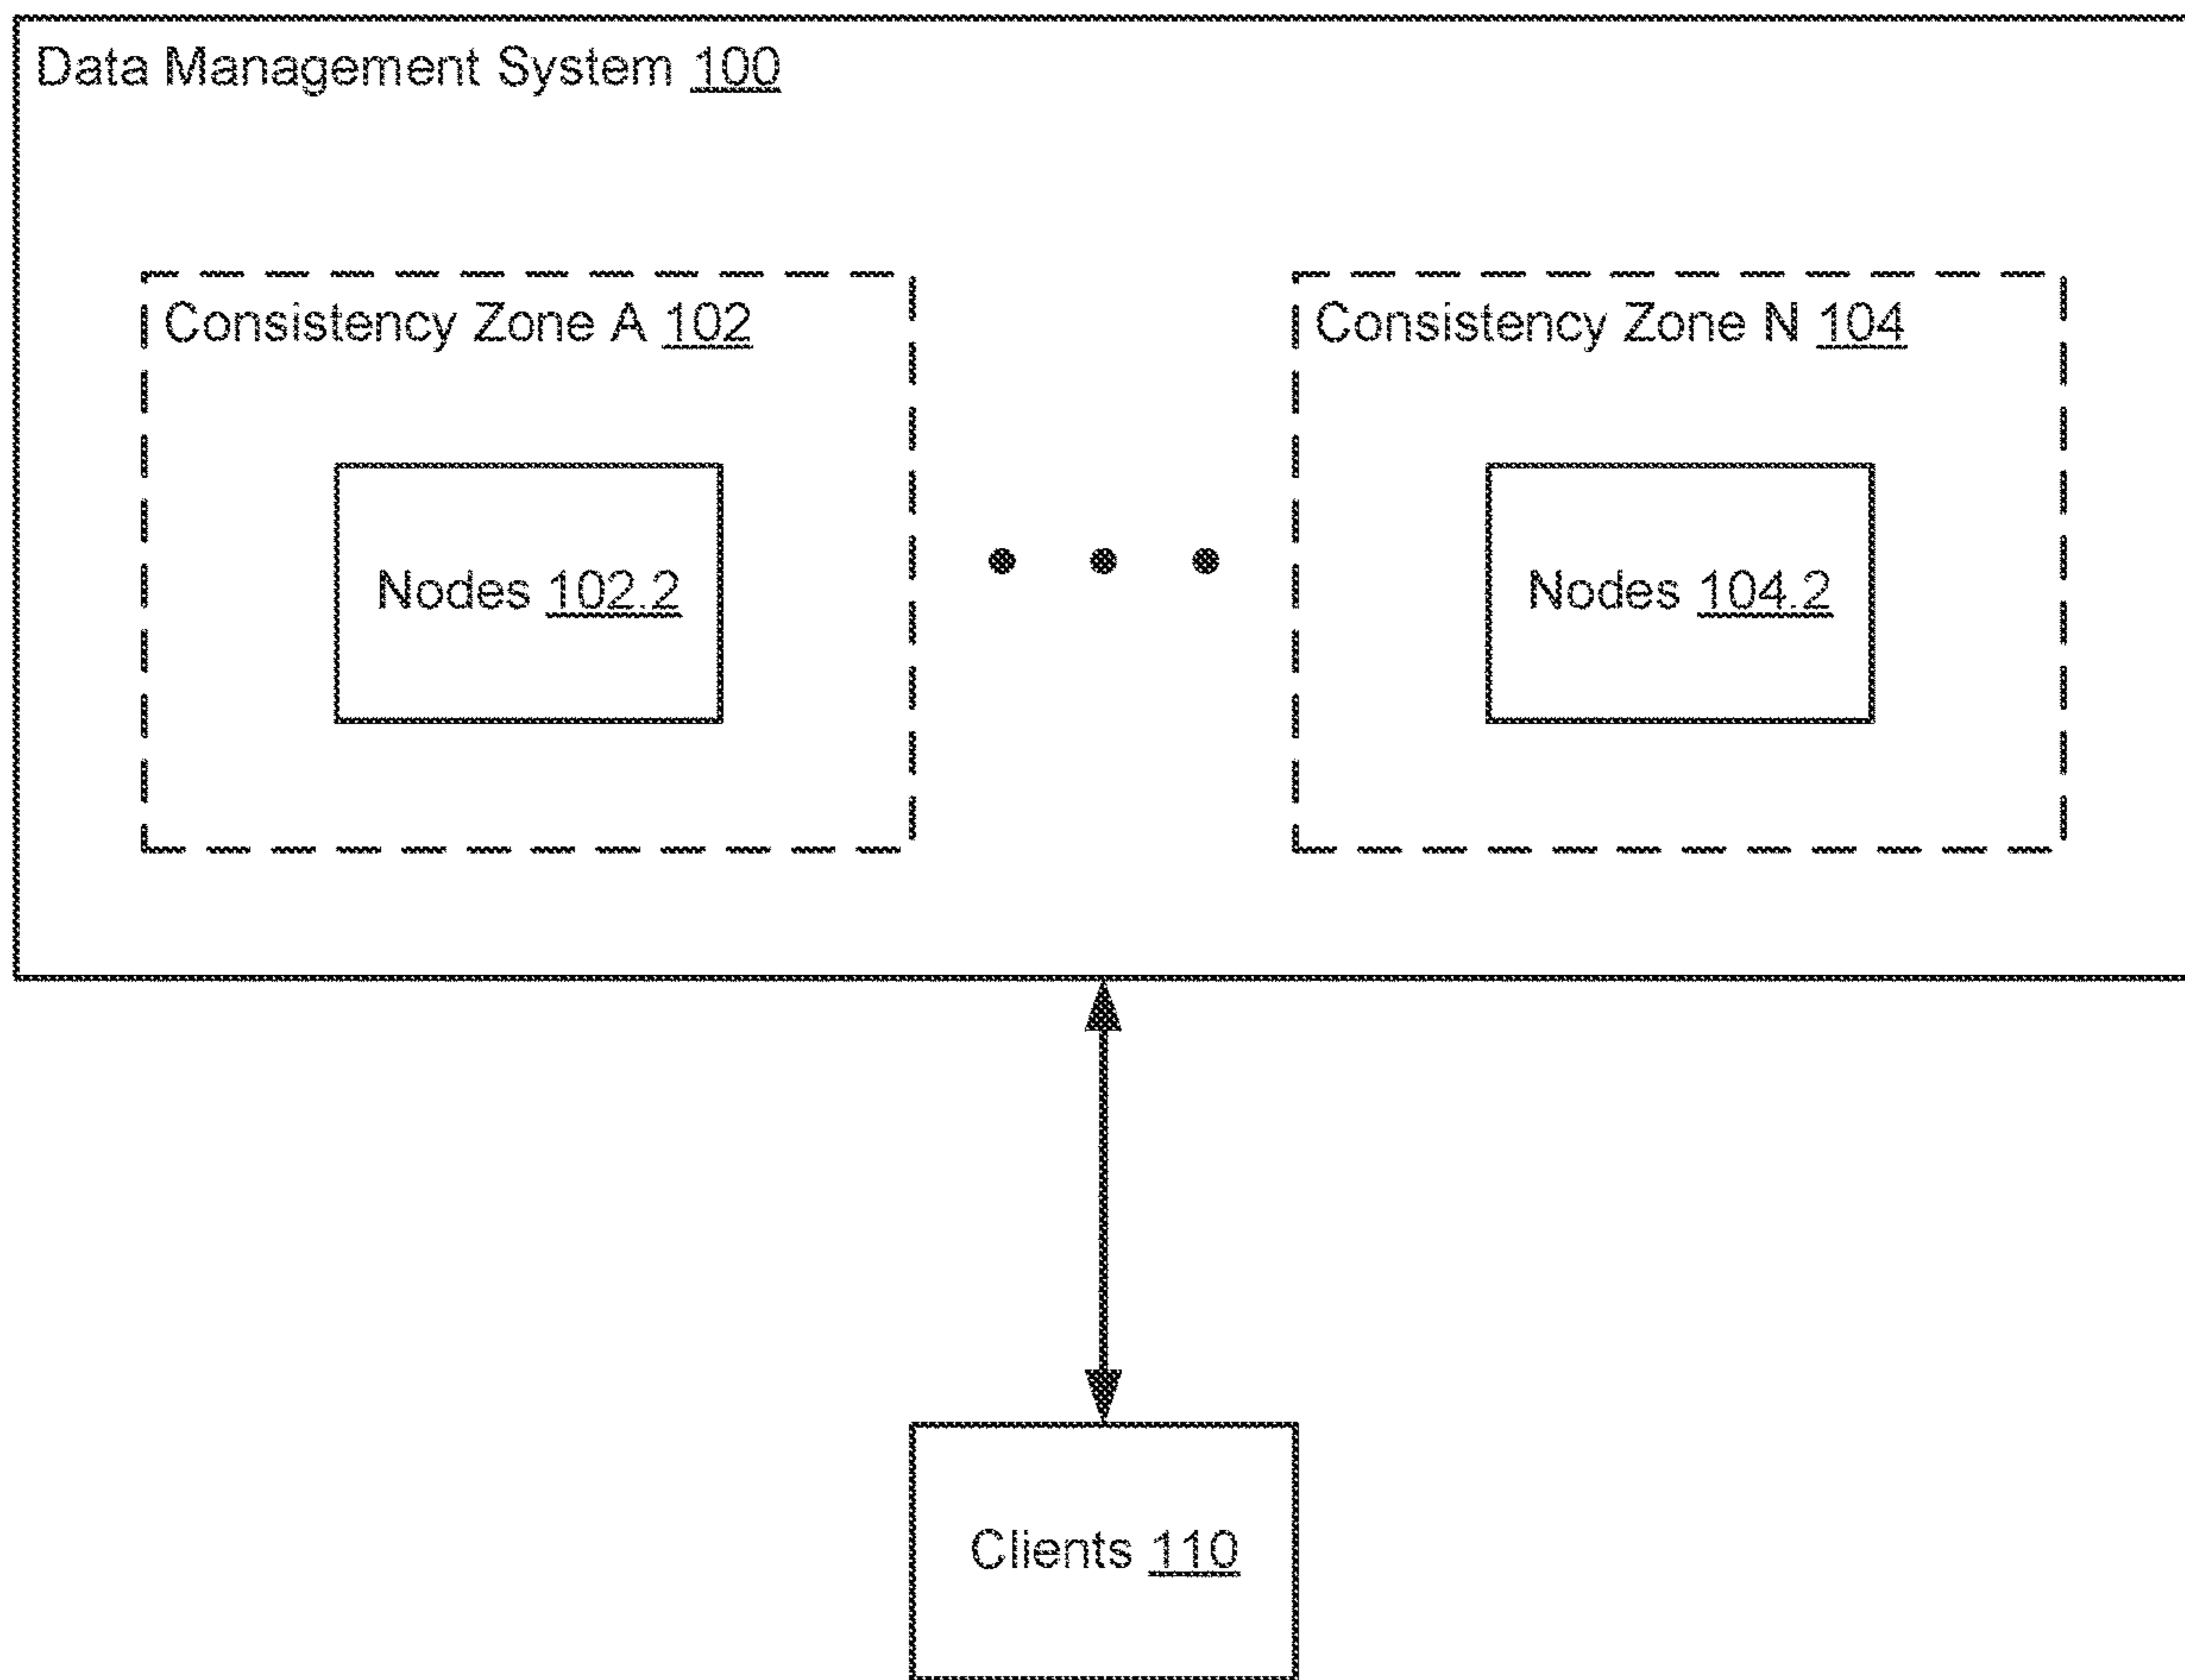 Data Management System 100
Consistency Zone A 102
Consistency Zone N 104
Nodes 102.2
Nodes 104.2
Clients 110